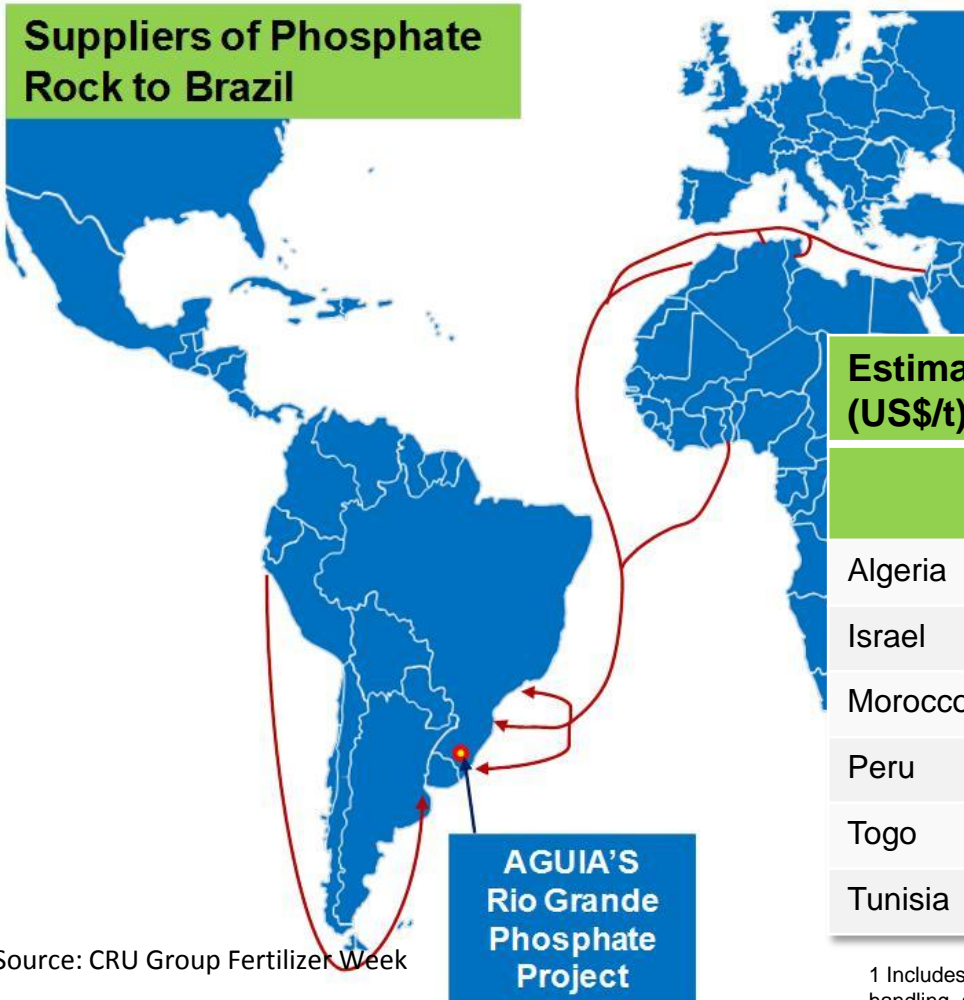 Suppliers of Phosphate
Rock to Brazil
Estima
(US$/t)
Algeria
Israel
Morocco
Peru
Togo
Tunisia
AGUIA'S
Rio Grande
Phosphate
Project
Source: CRU Group Fertilizer Week
1 Includes